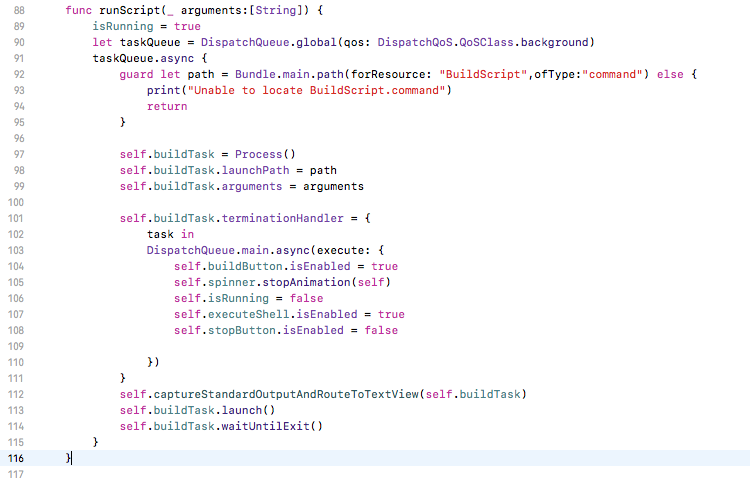 88 func runScript(_ arguments:[String]) {
89 isRunning = true
90 let taskQueue = DispatchQueue.global(qos: DispatchQoS.QoSClass.background)
91 taskQueue.async {
92 guard let path = Bundle.main.path(forResource: "BuildScript",ofType:"command") else {
93 print("Unable to locate BuildScript.command")
94 return
95 }
96
97 self.buildTask = Process()
98 self.buildTask.launchPath = path
99 self.buildTask.arguments = arguments
100
101 self.buildTask.terminationHandler = {
102 task in
103 DispatchQueue.main.async(execute: {
104 self.buildButton.isEnabled = true
105 self.spinner.stopAnimation(self)
106 self.isRunning = false
107 self.executeShell.isEnabled = true
108 self.stopButton.isEnabled = false
109
110 })
111 }
112 self.captureStandardOutputAndRouteToTextView(self.buildTask)
113 self.buildTask.launch()
114 self.buildTask.waitUntilExit()
115 }
116 }
117